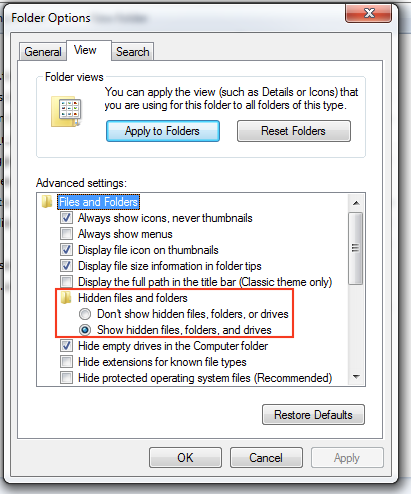 Folder Options
General
View
Search
Folder views
You can apply the view (such as Details or Icons) that
you are using for this folder to all folders of this type.
Apply to Folders
Reset Folders
Advanced settings:
Files and Folders
Always show icons, never thumbnails
Always show menus
Display file icon on thumbnails
Display file size information in folder tips
Display the full path in the title bar (Classic theme only)
Hidden files and folders
Don't show hidden files, folders, or drives
Show hidden files, folders, and drives
Hide empty drives in the Computer folder
Hide extensions for known file types
Hide protected operating system files (Recommended)
Restore Defaults
OK
Cancel
Apply